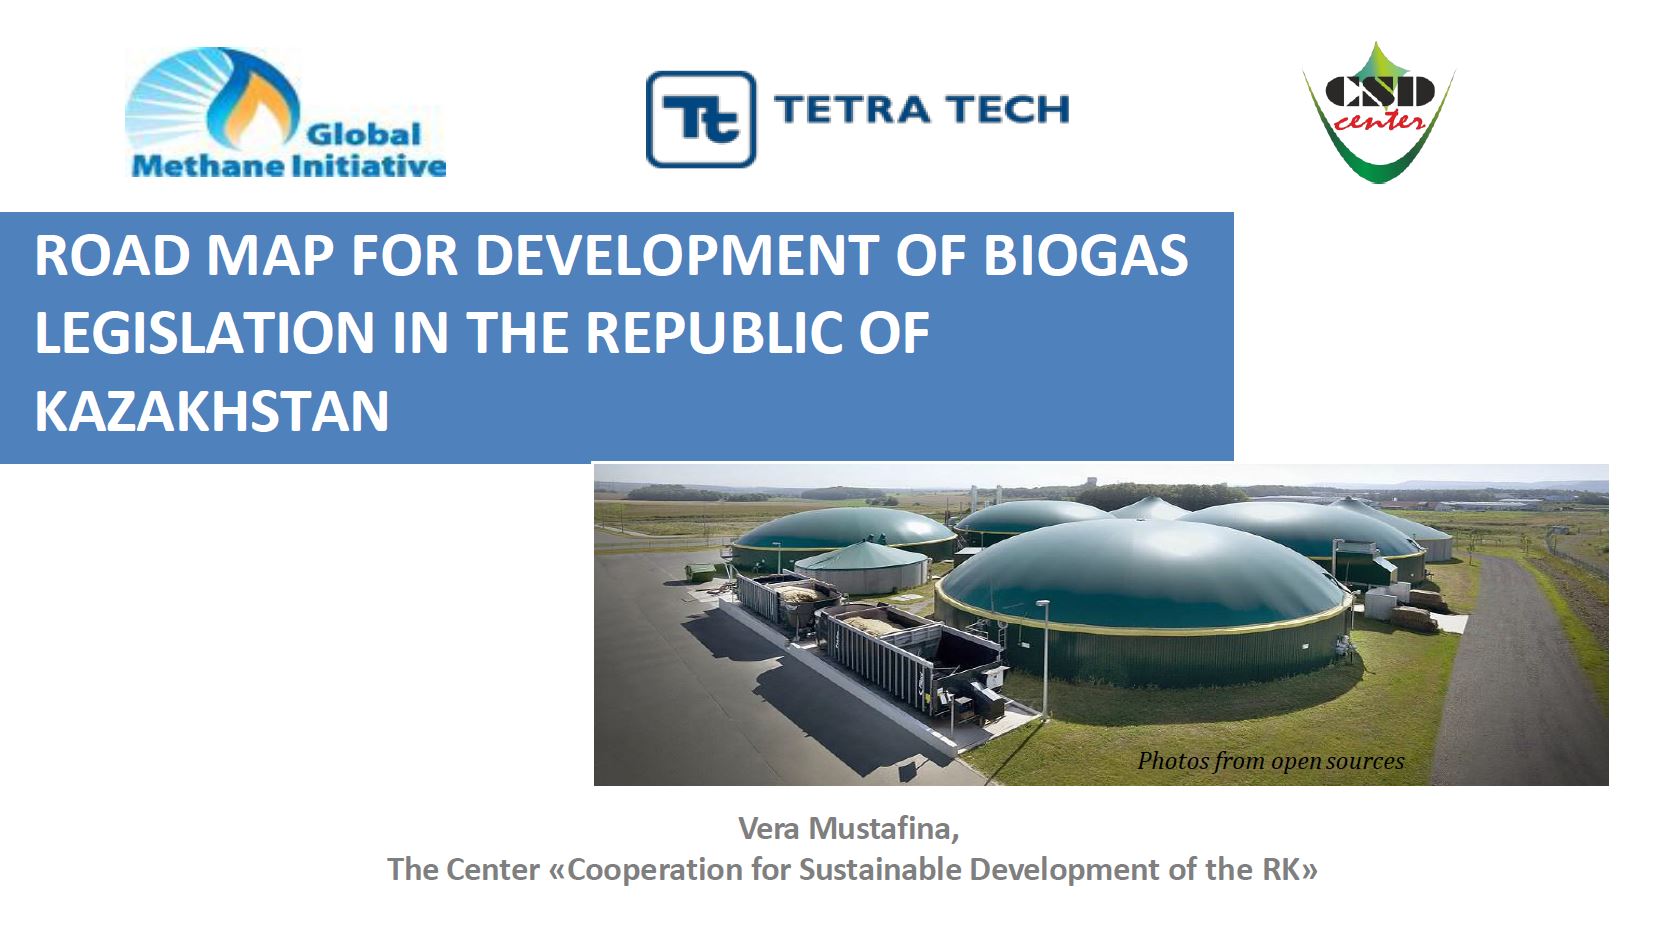 Global
Methane Initiative
Tt
TETRA TECH
CSD
center
ROAD MAP FOR DEVELOPMENT OF BIOGAS
LEGISLATION IN THE REPUBLIC OF
KAZAKHSTAN
Photos from open sources
Vera Mustafina,
The Center «Cooperation for Sustainable Development of the RK»